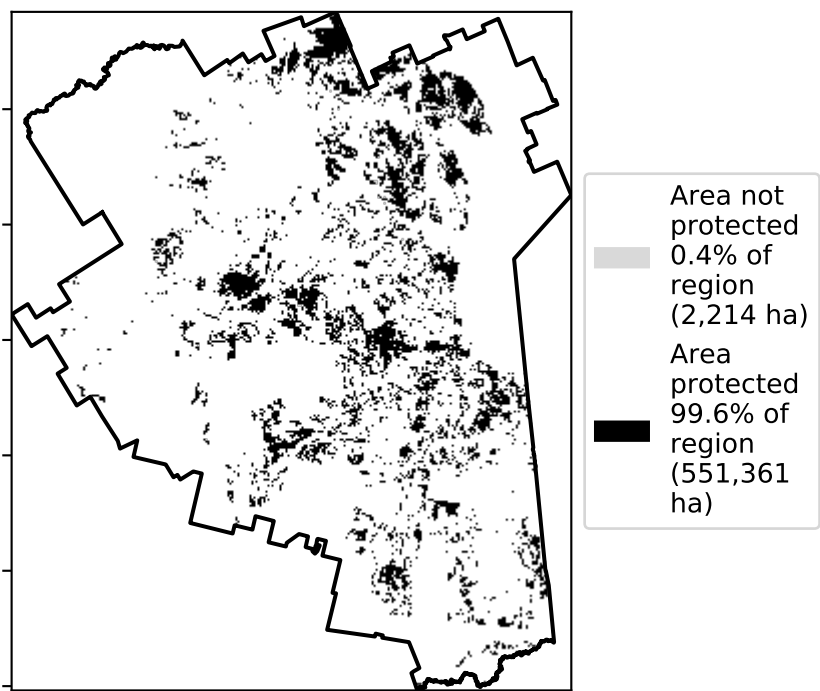 Area not
protected
0.4% of
region
(2,214 ha)
Area
protected
99.6% of
region
(551,361
ha)